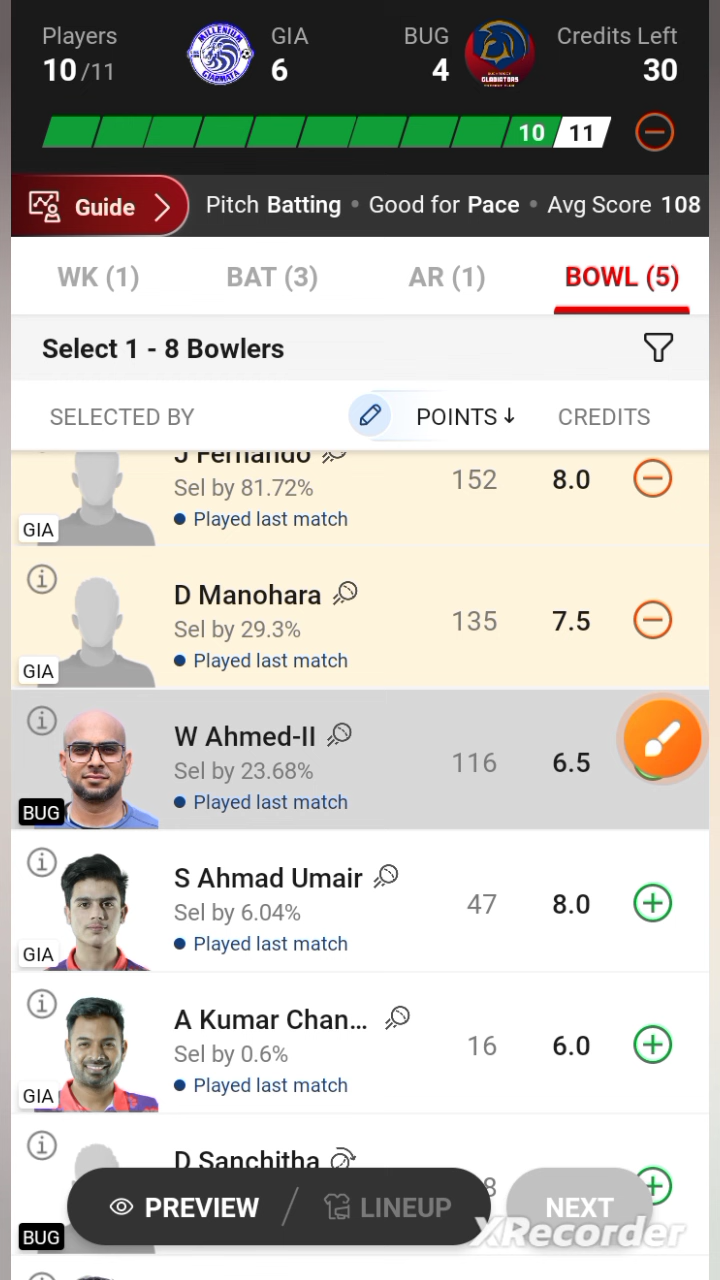 Players
GIA
BUG
Credits Left
10/11
6
4
30
MILLENIUM
GIARMATA
GLADIATORS
10
11
Guide
Pitch Batting • Good for Pace • Avg Score 108
WK (1)
BAT (3)
AR (1)
BOWL (5)
Select 1 - 8 Bowlers
SELECTED BY
POINTS↓
CREDITS
J Fernando
Sel by 81.72%
152
8.0
GIA
Played last match
D Manohara
Sel by 29.3%
135
7.5
GIA
Played last match
W Ahmed-II
Sel by 23.68%
116
6.5
BUG
Played last match
S Ahmad Umair
Sel by 6.04%
47
8.0
GIA
Played last match
A Kumar Chan...
Sel by 0.6%
16
6.0
GIA
Played last match
D Sanchitha
8
BUG
PREVIEW
LINEUP
NEXT
XRecorder